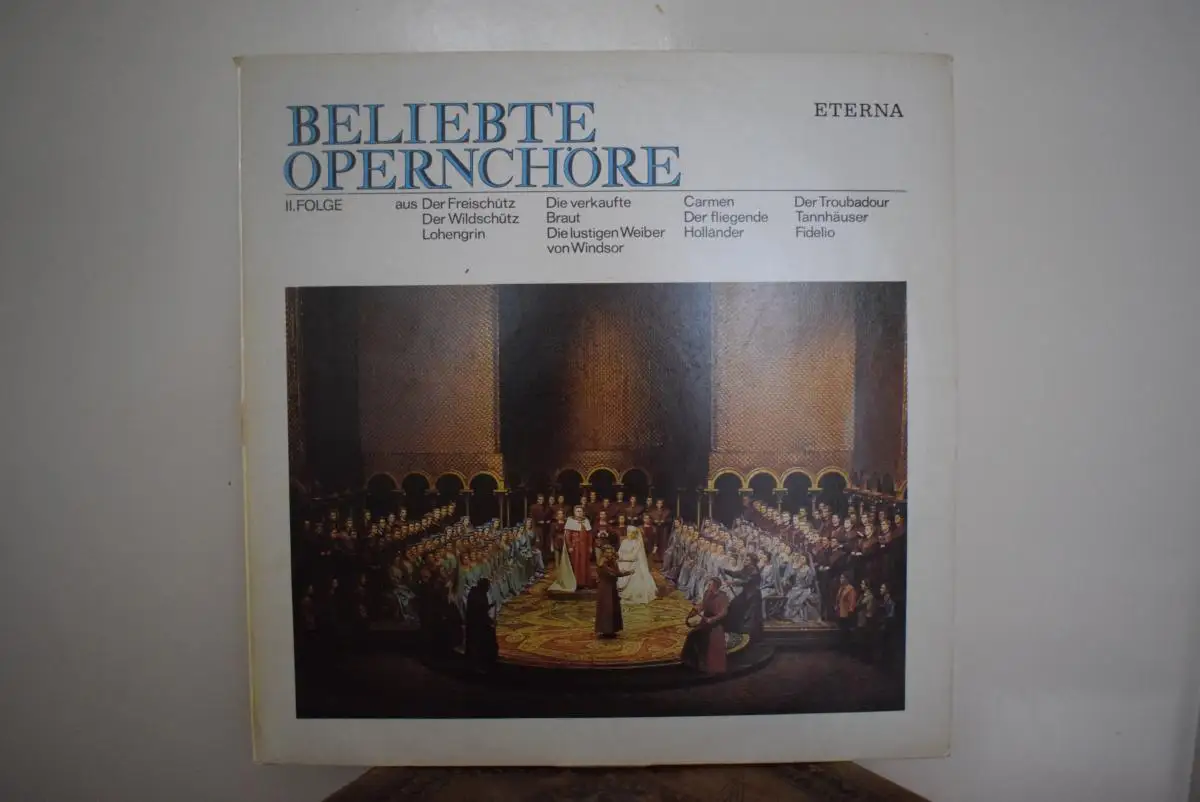 BELIEBTE
OPERNCHÖRE
ETERNA
II. FOLGE
aus Der Freischütz
Der Wildschütz
Lohengrin
Die verkaufte
Braut
Die lustigen Weiber
von Windsor
Carmen
Der fliegende
Holländer
Der Troubadour
Tannhäuser
Fidelio